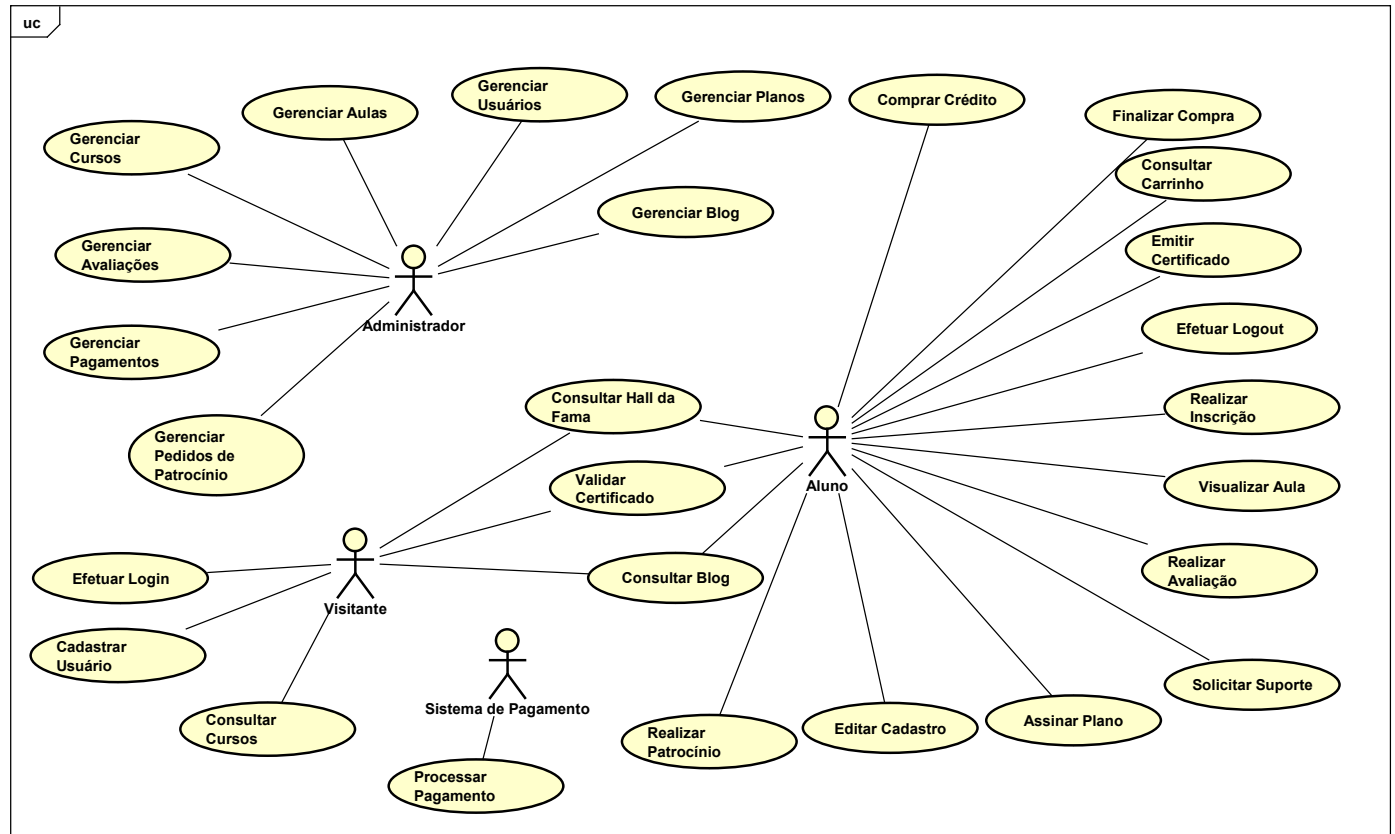 uc
Gerenciar
Usuários
Gerenciar Planos
Comprar Crédito
Gerenciar Aulas
Finalizar Compra
Gerenciar
Cursos
Consultar
Carrinho
Gerenciar Blog
Gerenciar
Avaliações
Emitir
Certificado
Administrador
Efetuar Logout
Gerenciar
Pagamentos
Consultar Hall da
Fama
Realizar
Inscrição
Gerenciar
Pedidos de
Patrocínio
Validar
Certificado
Aluno
Visualizar Aula
Efetuar Login
Consultar Blog
Realizar
Avaliação
Visitante
Cadastrar
Usuário
Solicitar Suporte
Sistema de Pagamento
Consultar
Cursos
Realizar
Patrocínio
Editar Cadastro
Assinar Plano
Processar
Pagamento